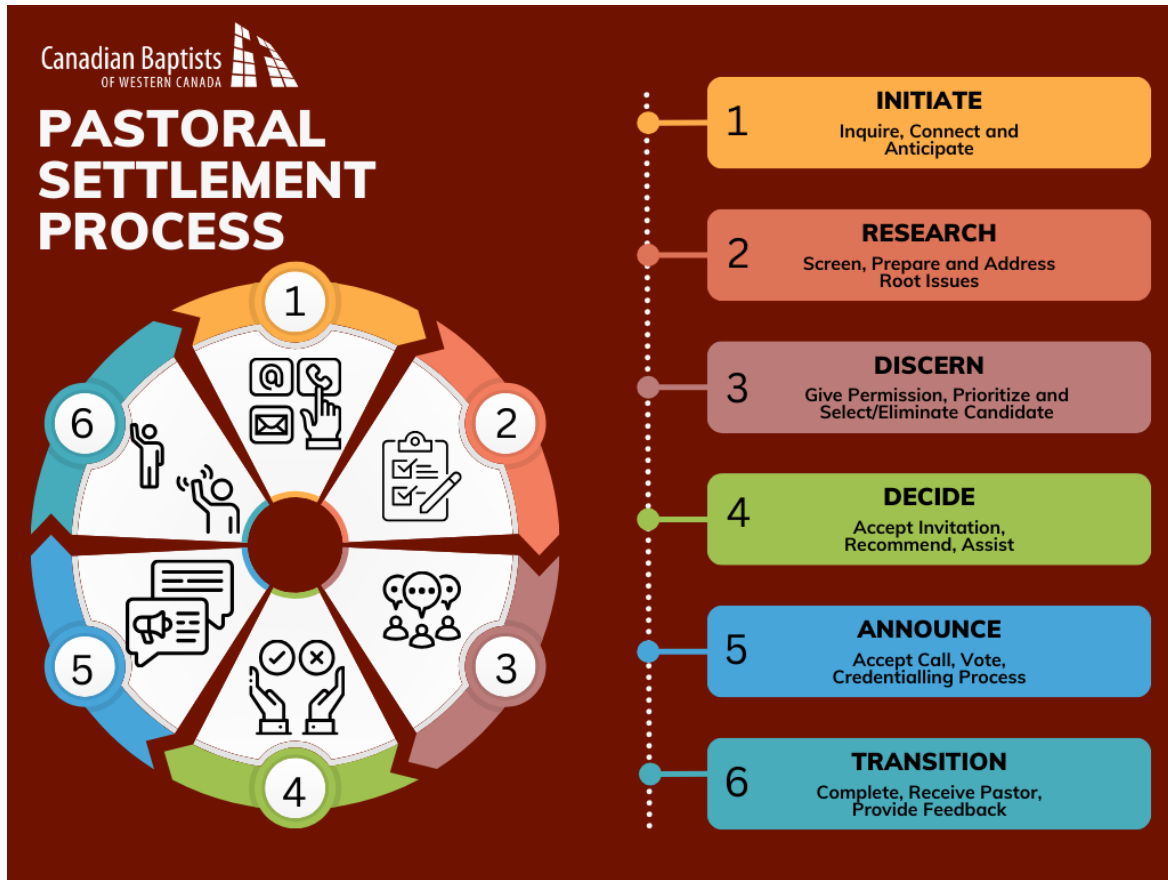 Canadian Baptists
OF WESTERN CANADA
PASTORAL
SETTLEMENT
PROCESS
1
2
3
4
5
6
@
1
INITIATE
Inquire, Connect and
Anticipate
2
RESEARCH
Screen, Prepare and Address
Root Issues
3
DISCERN
Give Permission, Prioritize and
Select/Eliminate Candidate
4
DECIDE
Accept Invitation,
Recommend, Assist
5
ANNOUNCE
Accept Call, Vote,
Credentialling Process
6
TRANSITION
Complete, Receive Pastor,
Provide Feedback